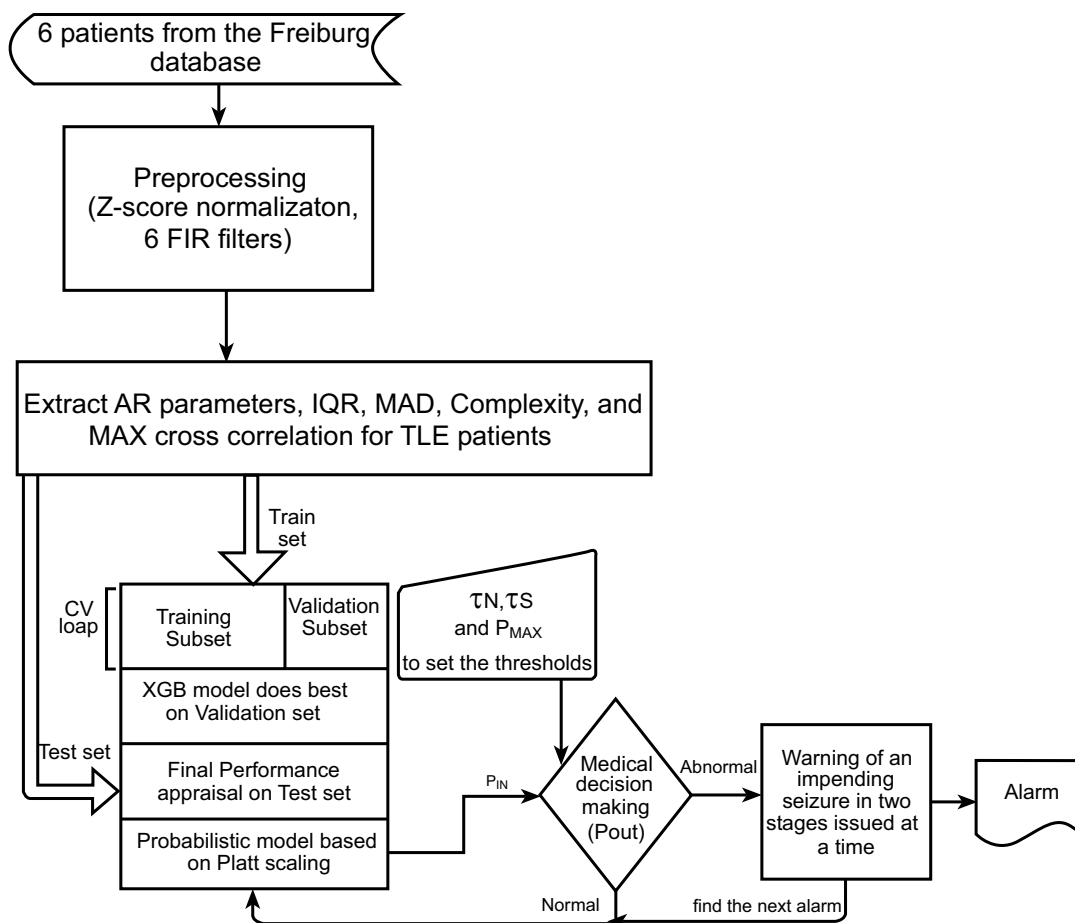 6 patients from the Freiburg
database
Preprocessing
(Z-score normalizaton,
6 FIR filters)
Extract AR parameters, IQR, MAD, Complexity, and
MAX cross correlation for TLE patients
Train
set
CV
loap
Training
Subset
Validation
Subset
τN,τS
and PMAX
to set the thresholds
XGB model does best
on Validation set
Test set
Final Performance
appraisal on Test set
PIN
Medical
decision
making
(Pout)
Abnormal
Warning of an
impending
seizure in two
stages issued at
a time
Alarm
Probabilistic model based
on Platt scaling
Normal
find the next alarm